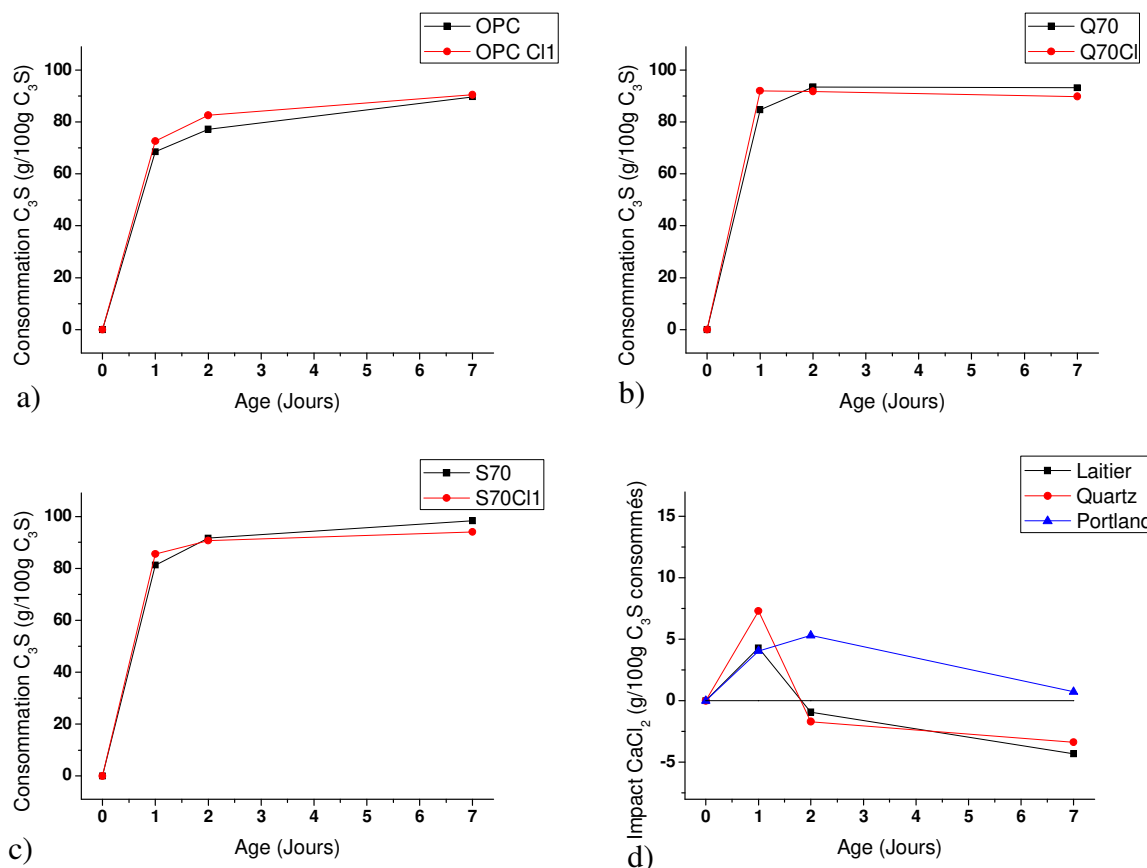 OPC
OPC Cl1
100
80
60
40
20
0
Consommation C₃S (g/100g C₃S)
0 1 2 3 4 5 6 7
Age (Jours)
a)
Q70
Q70Cl
100
80
60
40
20
0
Consommation C₃S (g/100g C₃S)
0 1 2 3 4 5 6 7
Age (Jours)
b)
S70
S70Cl1
100
80
60
40
20
0
Consommation C₃S (g/100g C₃S)
0 1 2 3 4 5 6 7
Age (Jours)
c)
Laitier
Quartz
Portland
15
10
5
0
-5
Impact CaCl₂ (g/100g C₃S consommés)
0 1 2 3 4 5 6 7
Age (Jours)
d)